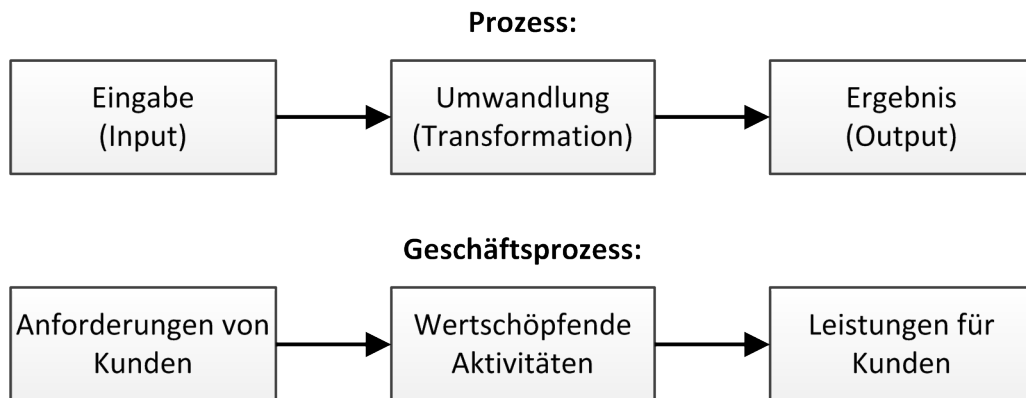 Prozess:
Eingabe
(Input)
Umwandlung
(Transformation)
Ergebnis
(Output)
Geschäftsprozess:
Anforderungen von
Kunden
Wertschöpfende
Aktivitäten
Leistungen für
Kunden